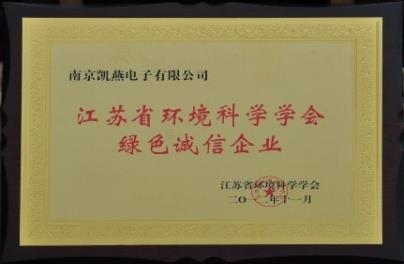 南京凯燕电子有限公司
江苏省环境科学学会
绿色诚信企业
江苏省环境科学学会
二〇一二年十一月